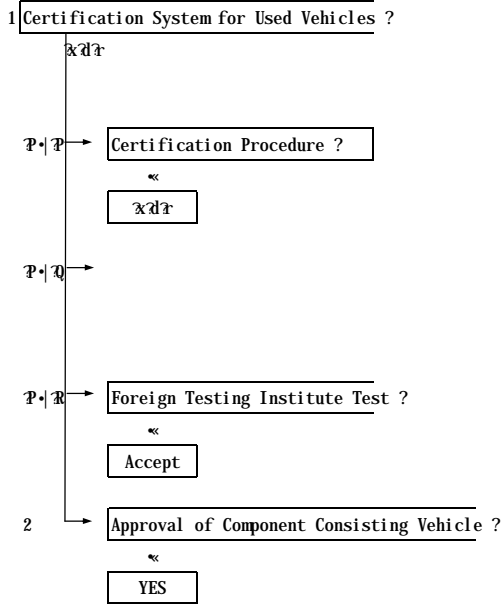 1 Certification System for Used Vehicles ?
Certification Procedure ?
Foreign Testing Institute Test ?
Accept
2 Approval of Component Consisting Vehicle ?
YES